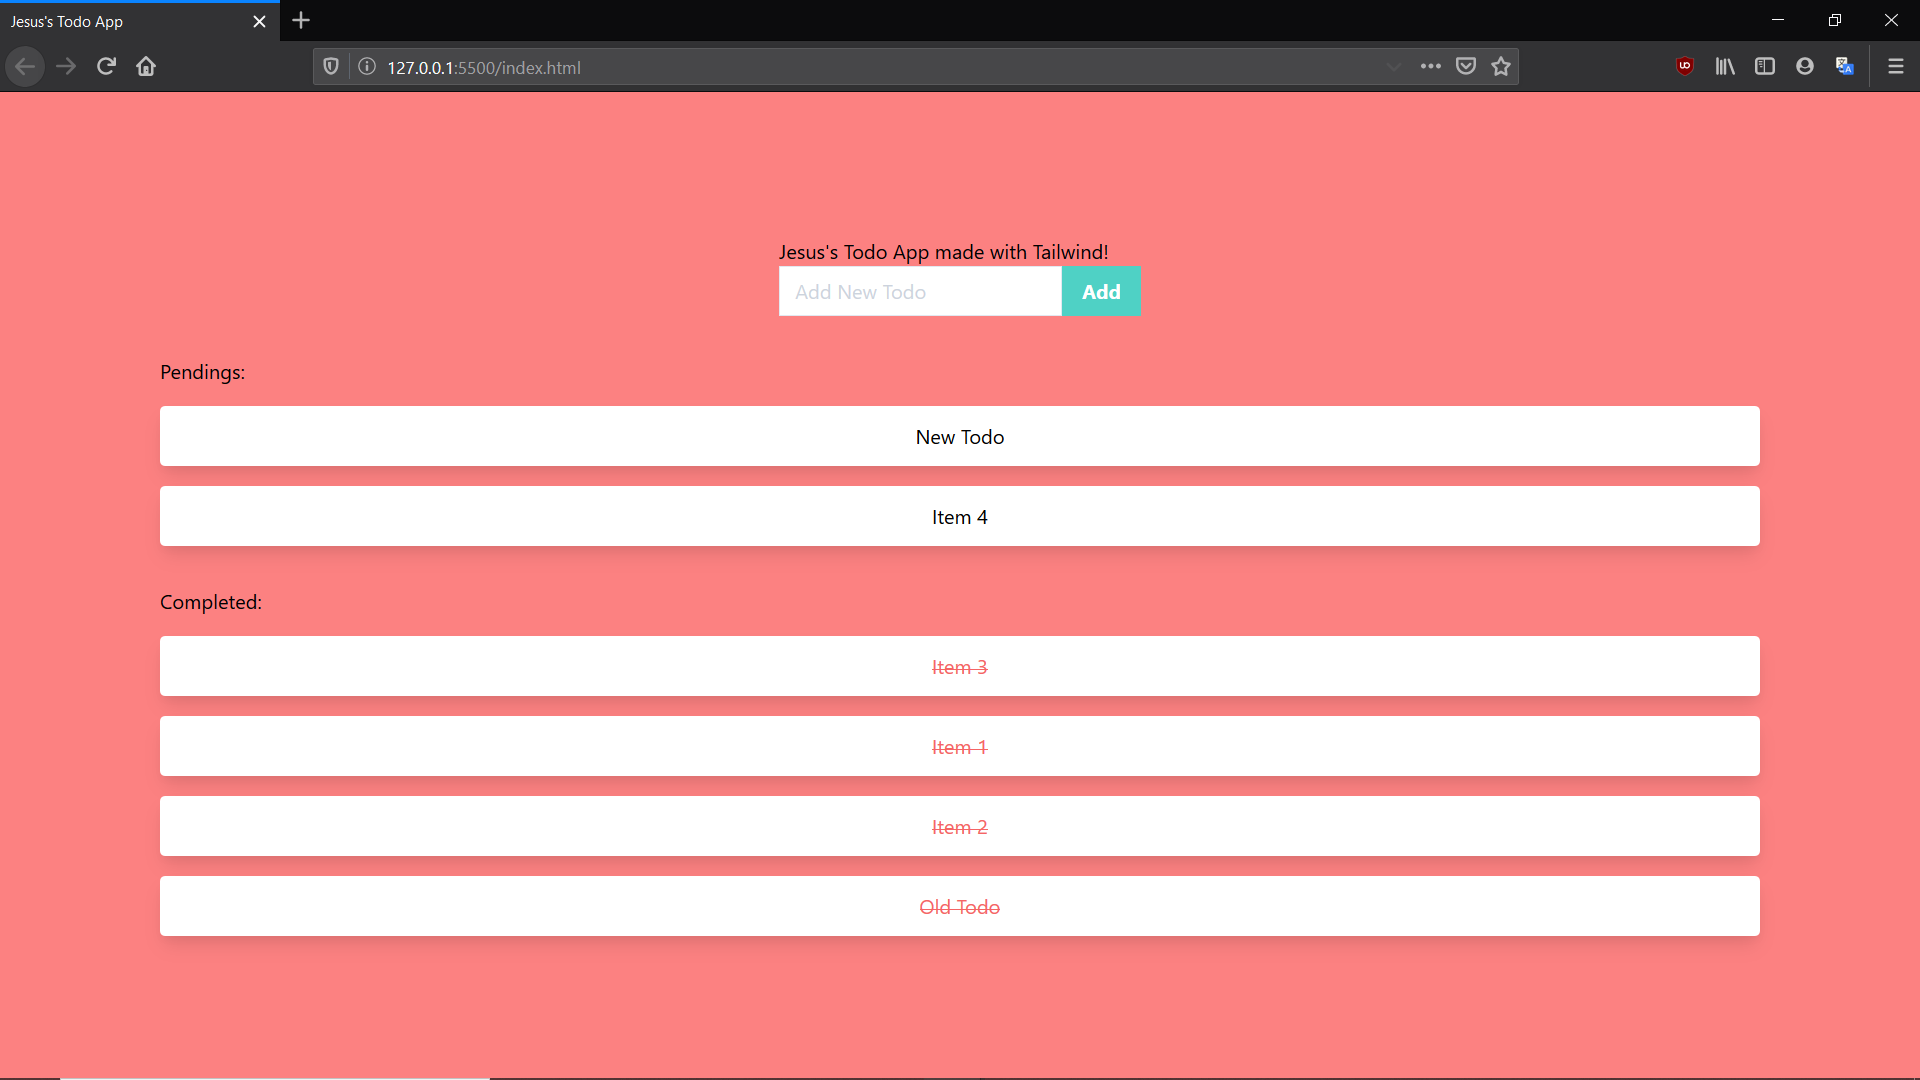 Jesus's Todo App
127.0.0.1:5500/index.html
Jesus's Todo App made with Tailwind!
Add New Todo
Add
Pendings:
New Todo
Item 4
Completed:
Item 3
Item 1
Item 2
Old Todo